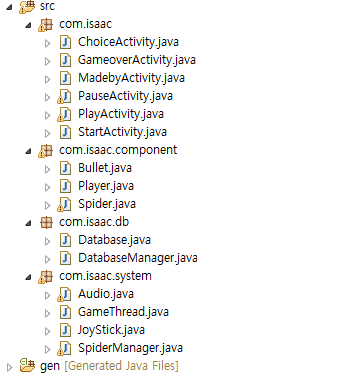 src
com.isaac
ChoiceActivity.java
GameoverActivity.java
MadebyActivity.java
PauseActivity.java
PlayActivity.java
StartActivity.java
com.isaac.component
Bullet.java
Player.java
Spider.java
com.isaac.db
Database.java
DatabaseManager.java
com.isaac.system
Audio.java
GameThread.java
JoyStick.java
SpiderManager.java
gen [Generated Java Files]